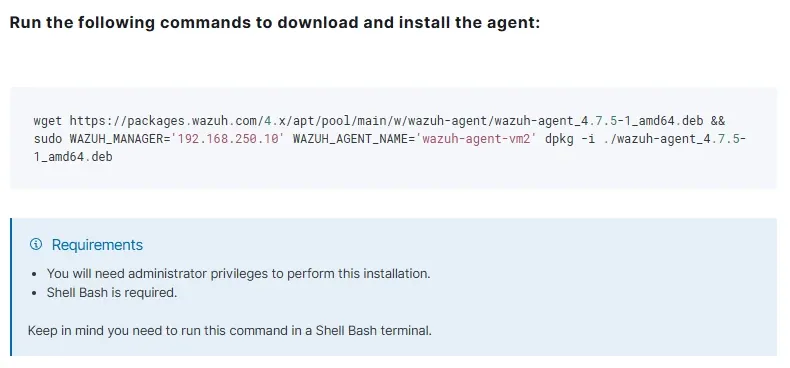 Run the following commands to download and install the agent:
wget https://packages.wazuh.com/4.x/apt/pool/main/w/wazuh-agent/wazuh-agent_4.7.5-1_amd64.deb &&
sudo WAZUH_MANAGER='192.168.250.10' WAZUH_AGENT_NAME='wazuh-agent-vm2' dpkg -i ./wazuh-agent_4.7.5-
1_amd64.deb
Requirements
• You will need administrator privileges to perform this installation.
• Shell Bash is required.
Keep in mind you need to run this command in a Shell Bash terminal.